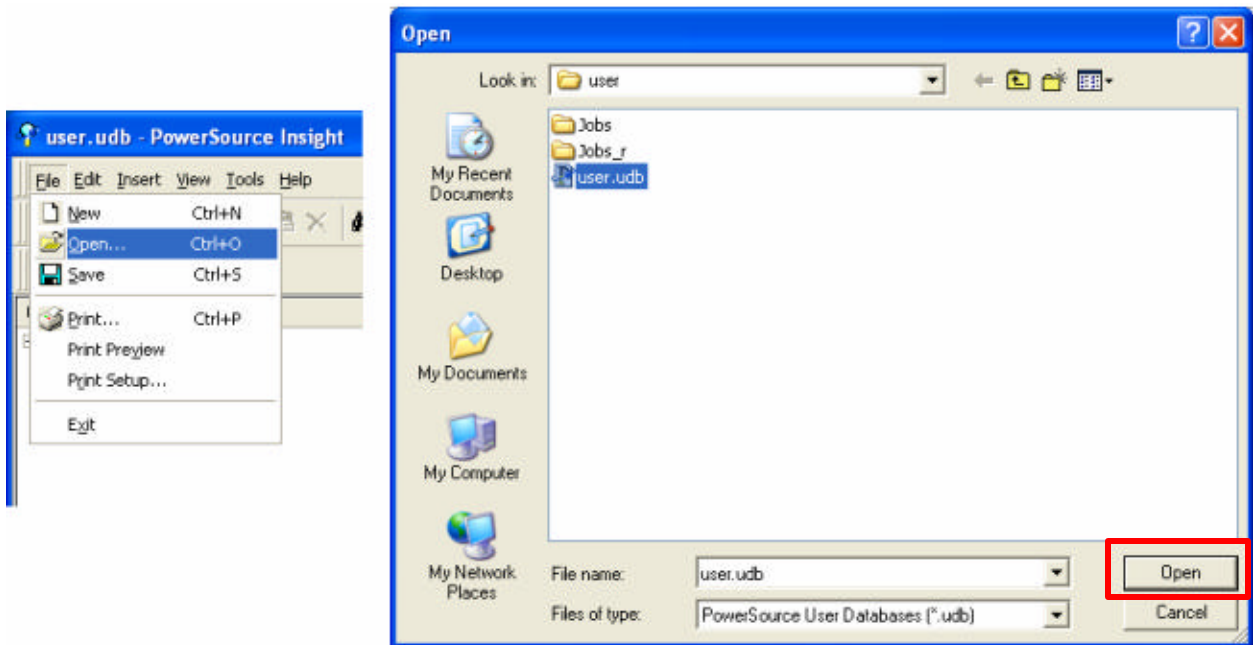 user.udb - PowerSource Insight
File Edit Insert View Tools Help
New Ctrl+N
Open... Ctrl+O
Save Ctrl+S
Print... Ctrl+P
Print Preview
Print Setup...
Exit
Open
Look in: user
Jobs
Jobs_r
user.udb
My Recent
Documents
Desktop
My Documents
My Computer
My Network
Places
File name: user.udb Open
Files of type: PowerSource User Databases (*.udb) Cancel